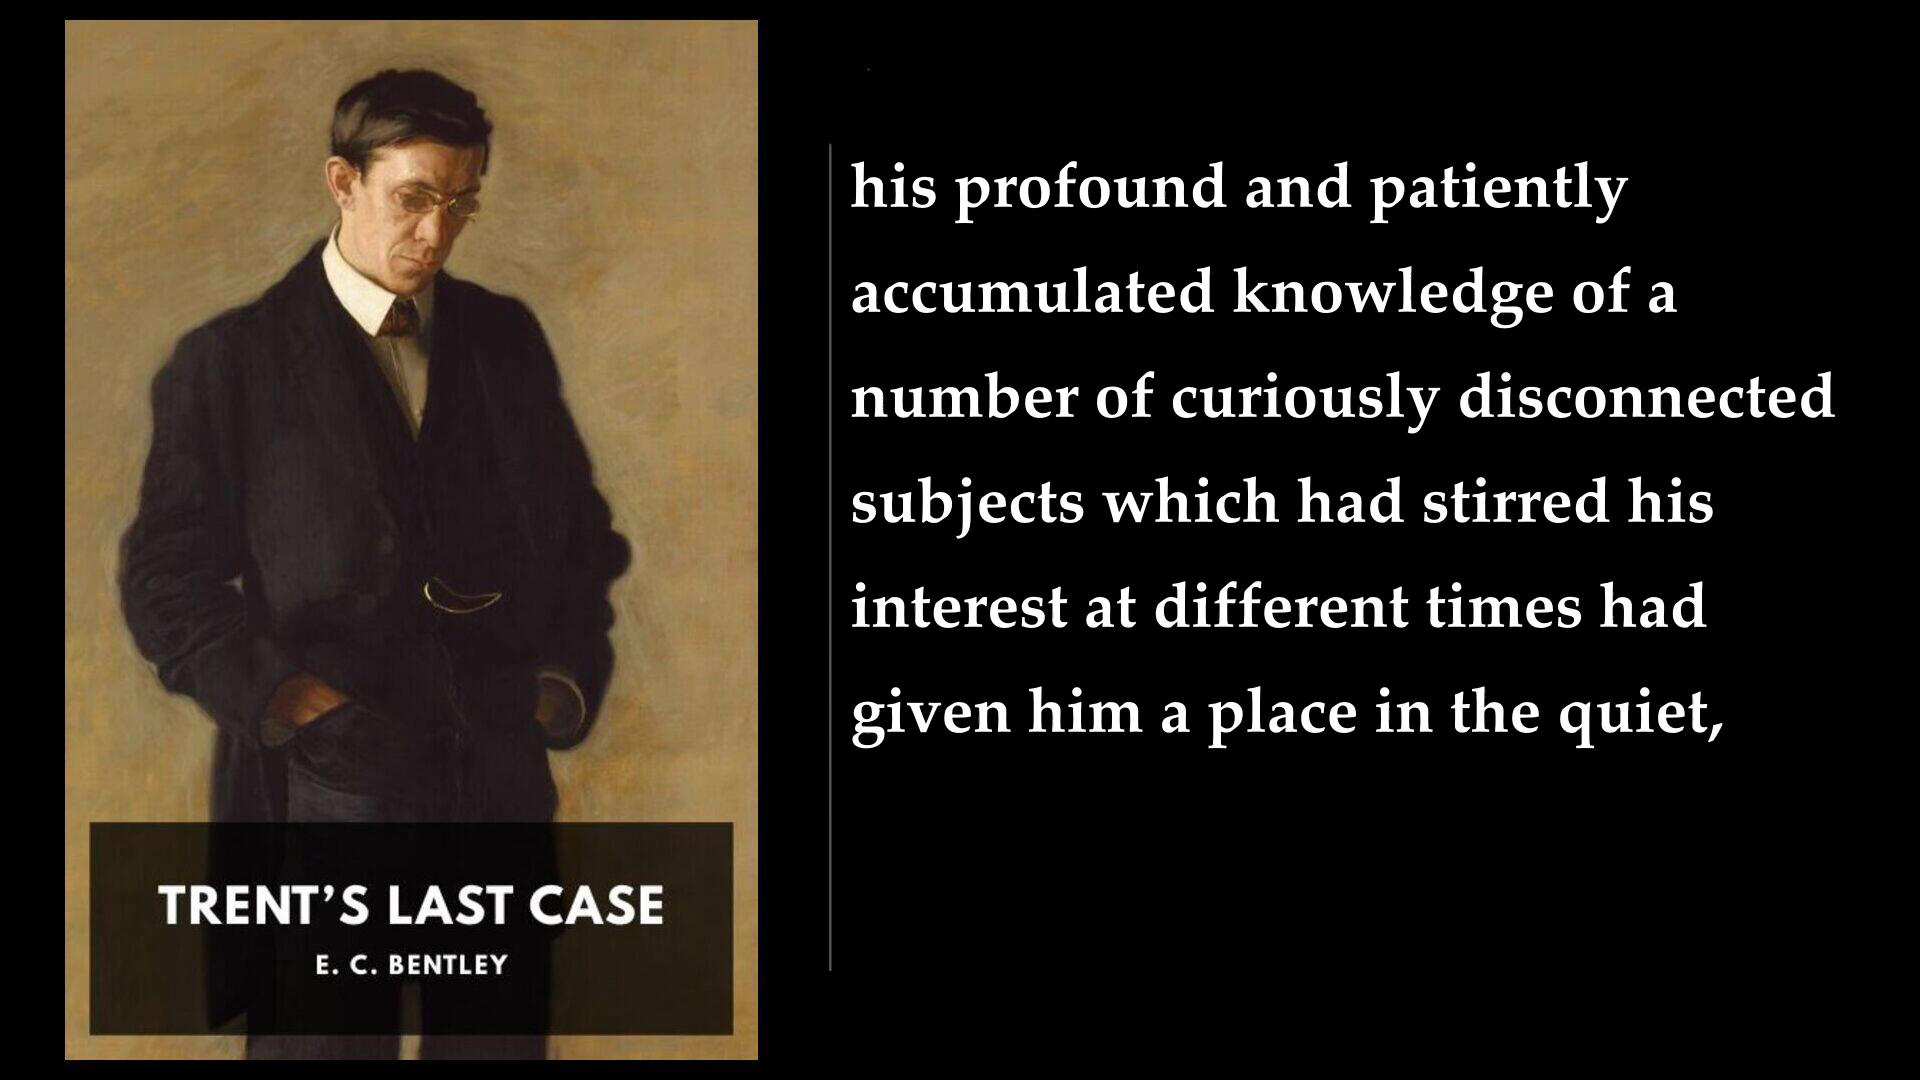 his profound and patiently
accumulated knowledge of a
number of curiously disconnected
subjects which had stirred his
interest at different times had
given him a place in the quiet,
TRENT’S LAST CASE
E. C. BENTLEY